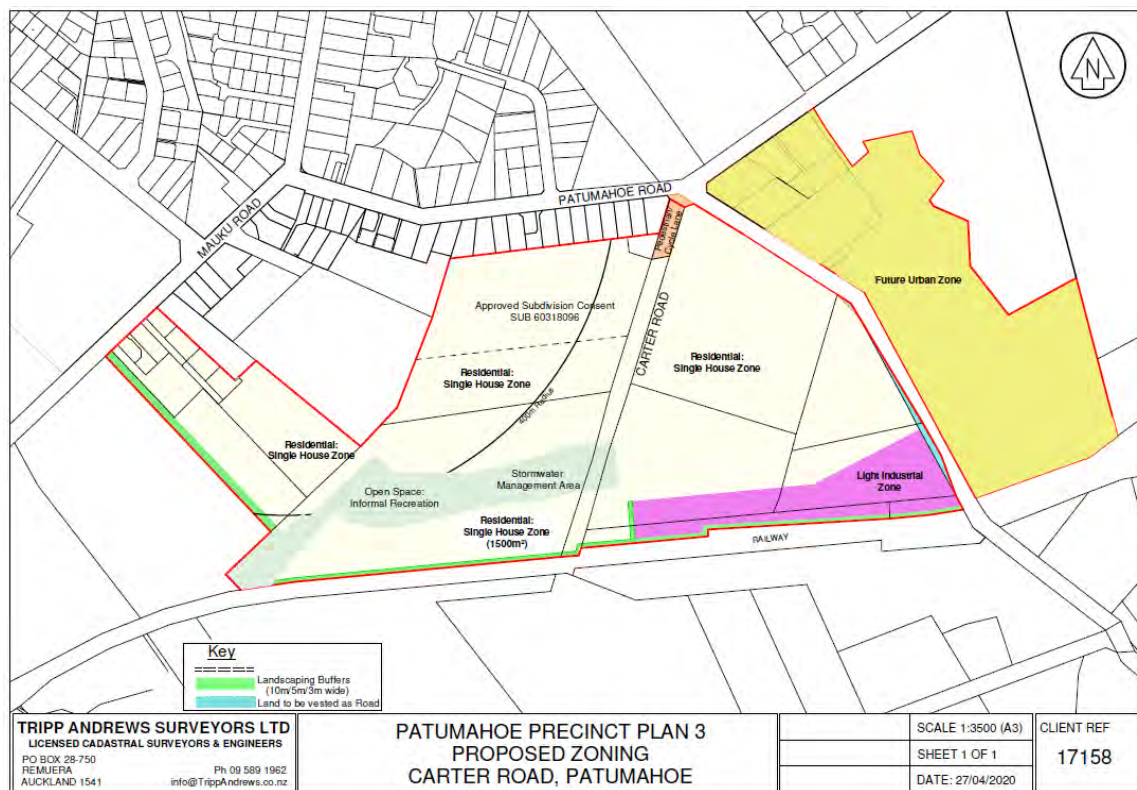 N
PATUMAHOE ROAD
MAUKU ROAD
Pedestrian
Cycle Lane
Future Urban Zone
Approved Subdivision Consent
SUB 60318096
CARTER ROAD
Residential:
Single House Zone
Residential:
Single House Zone
400m Radius
Residential:
Single House Zone
Light Industrial
Zone
Stormwater
Management Area
Open Space:
Informal Recreation
Residential:
Single House Zone
(1500m²)
RAILWAY
Key
Landscaping Buffers
(10m/5m/3m wide)
Land to be vested as Road
TRIPP ANDREWS SURVEYORS LTD
LICENSED CADASTRAL SURVEYORS & ENGINEERS
PO BOX 28-750
REMUERA Ph 09 589 1962
AUCKLAND 1541 info@TrippAndrews.co.nz
PATUMAHOE PRECINCT PLAN 3
PROPOSED ZONING
CARTER ROAD, PATUMAHOE
SCALE 1:3500 (A3)
SHEET 1 OF 1
DATE: 27/04/2020
CLIENT REF
17158